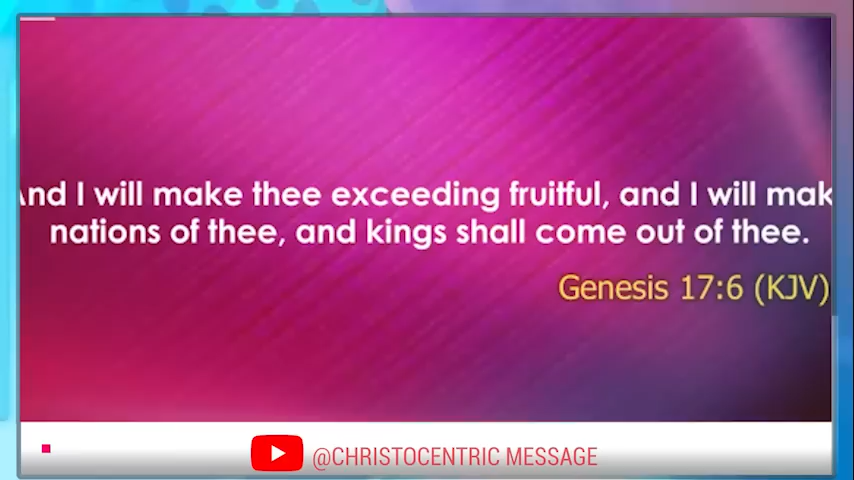 nd I will make thee exceeding fruitful, and I will mak
nations of thee, and kings shall come out of thee.
Genesis 17:6 (KJV)
@CHRISTOCENTRIC MESSAGE